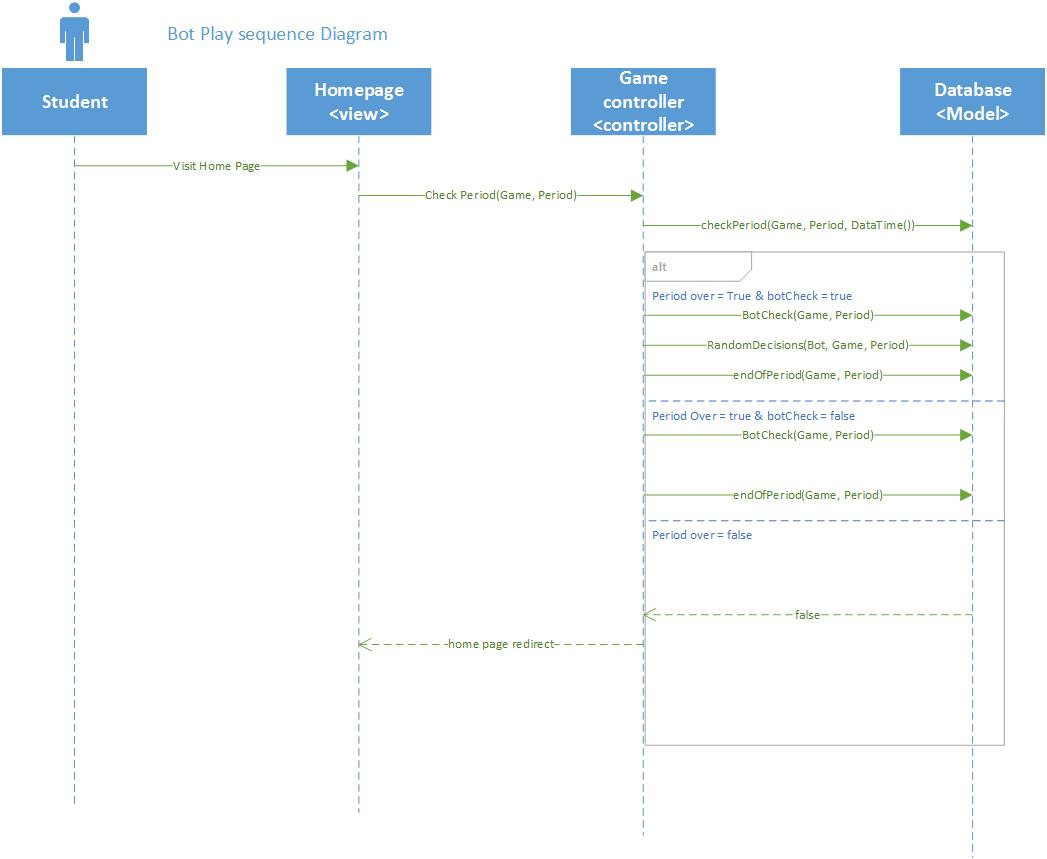 Bot Play sequence Diagram
Student
Homepage
<view>
Game
controller
<controller>
Database
<Model>
Visit Home Page
Check Period(Game, Period)
checkPeriod(Game, Period, DataTime())
alt
Period over = True & botCheck = true
BotCheck(Game, Period)
RandomDecisions(Bot, Game, Period)
endOfPeriod(Game, Period)
Period Over = true & botCheck = false
BotCheck(Game, Period)
endOfPeriod(Game, Period)
Period over = false
false
home page redirect